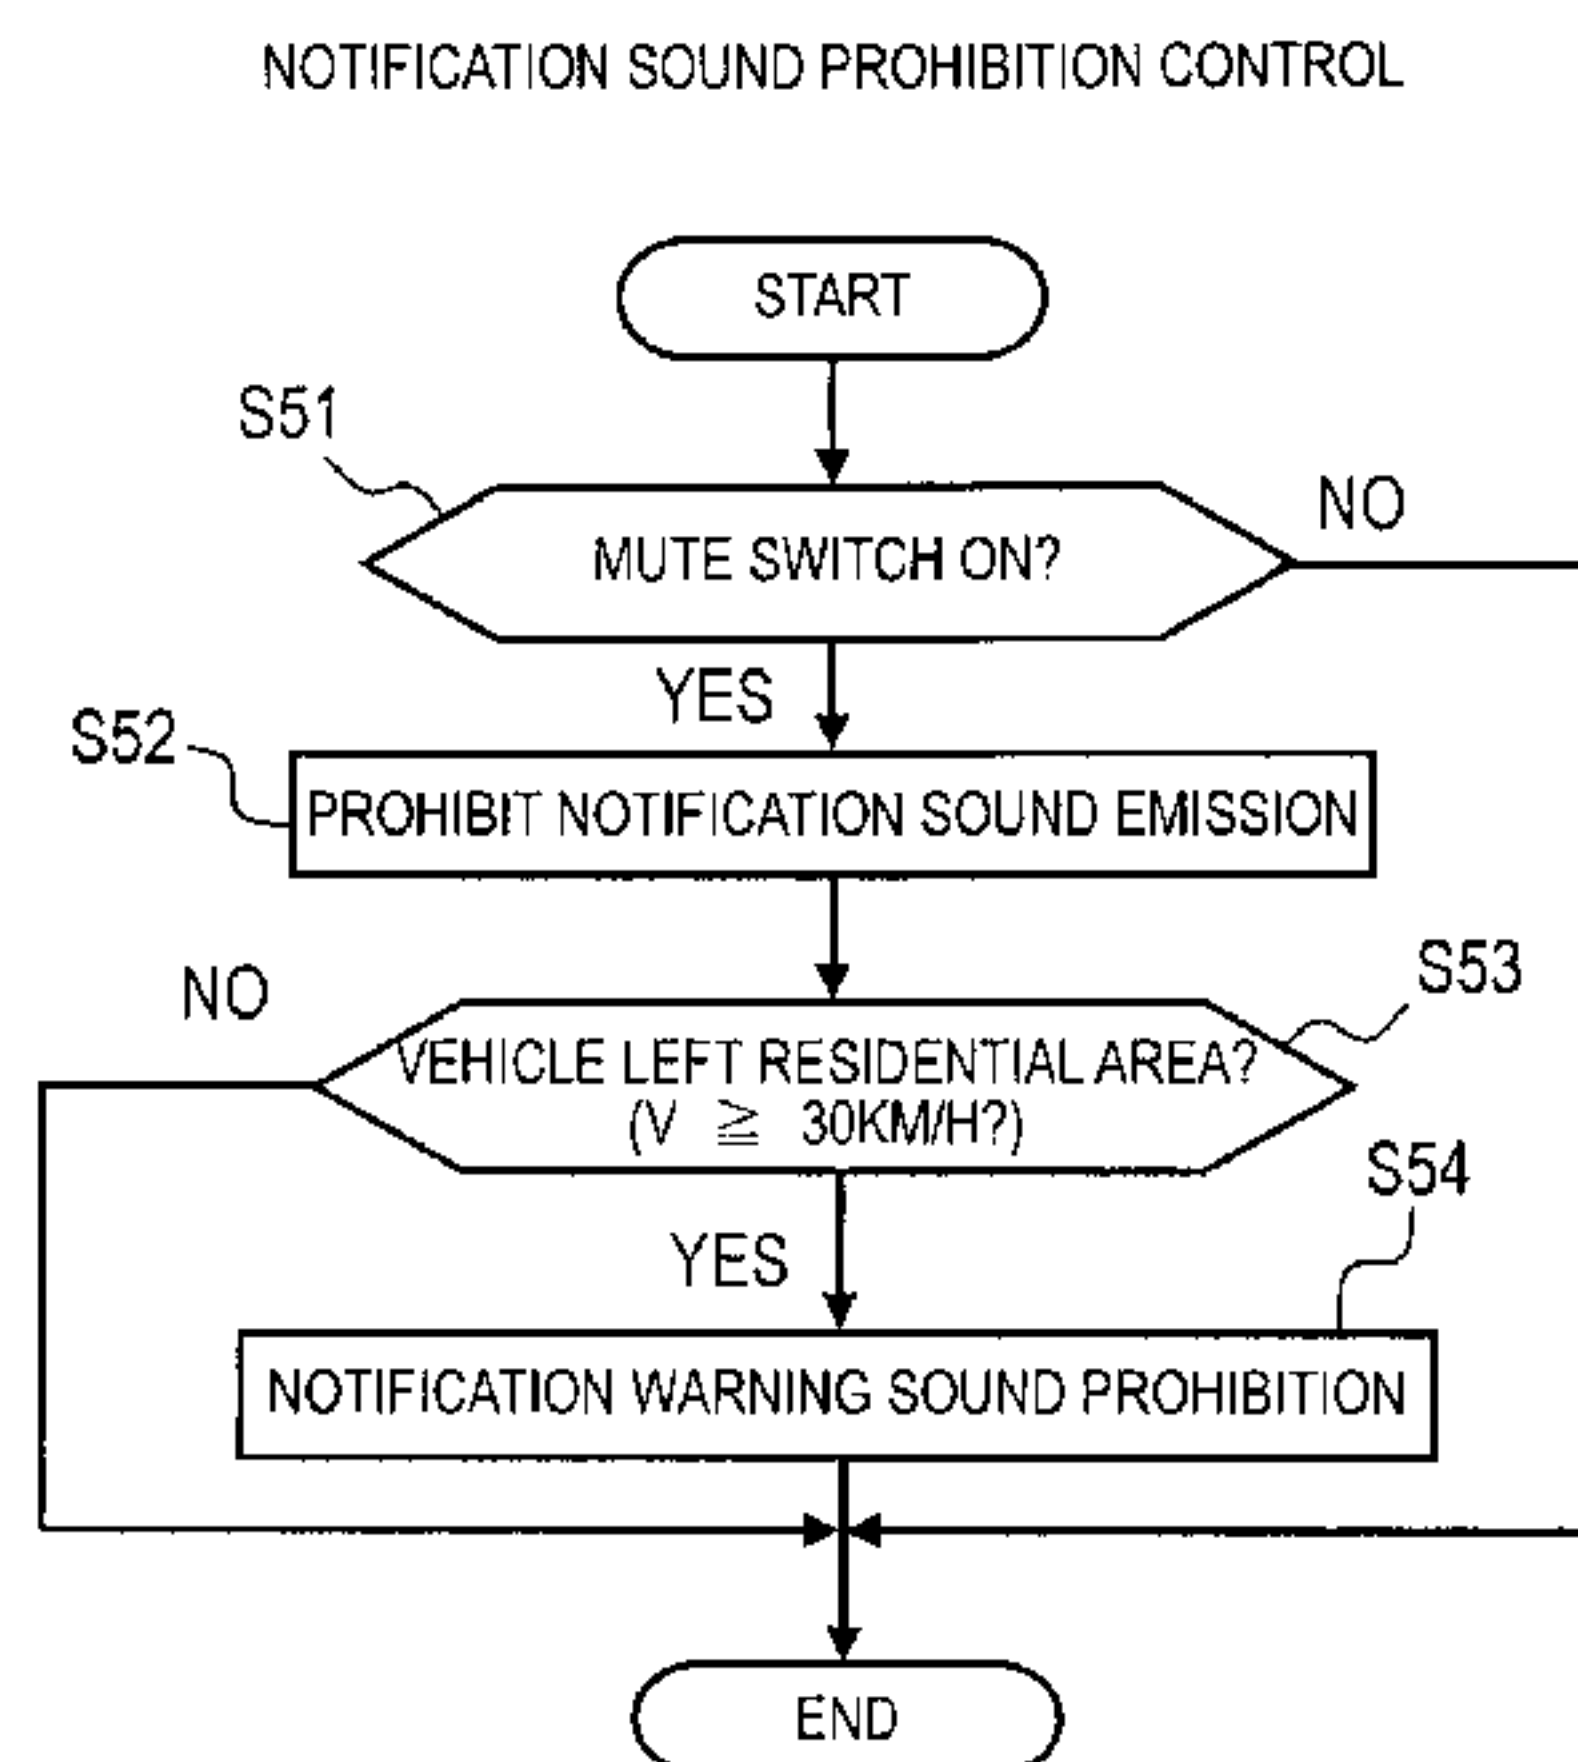 NOTIFICATION SOUND PROHIBITION CONTROL
START
S51
MUTE SWITCH ON?
NO
YES
S52
PROHIBIT NOTIFICATION SOUND EMISSION
NO
S53
VEHICLE LEFT RESIDENTIAL AREA?
(V ≧ 30KM/H?)
S54
YES
NOTIFICATION WARNING SOUND PROHIBITION
END